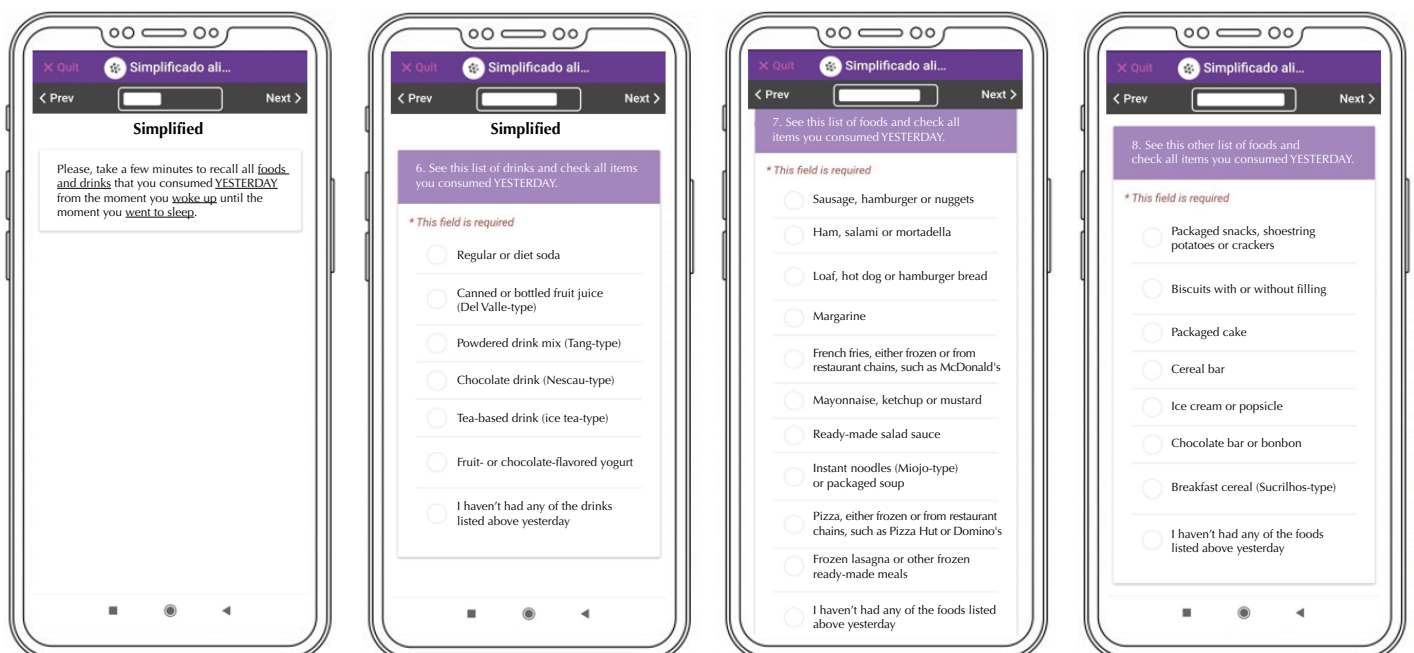 X Quit Simplificado ali...
< Prev Next >
Simplified
Please, take a few minutes to recall all foods
and drinks that you consumed YESTERDAY
from the moment you woke up until the
moment you went to sleep.
X Quit Simplificado ali...
< Prev Next >
Simplified
6. See this list of drinks and check all items
you consumed YESTERDAY.
* This field is required
Regular or diet soda
Canned or bottled fruit juice
(Del Valle-type)
Powdered drink mix (Tang-type)
Chocolate drink (Nescau-type)
Tea-based drink (ice tea-type)
Fruit- or chocolate-flavored yogurt
I haven't had any of the drinks
listed above yesterday
X Quit Simplificado ali...
< Prev Next >
7. See this list of foods and check all
items you consumed YESTERDAY.
* This field is required
Sausage, hamburger or nuggets
Ham, salami or mortadella
Loaf, hot dog or hamburger bread
Margarine
French fries, either frozen or from
restaurant chains, such as McDonald's
Mayonnaise, ketchup or mustard
Ready-made salad sauce
Instant noodles (Miojo-type)
or packaged soup
Pizza, either frozen or from restaurant
chains, such as Pizza Hut or Domino's
Frozen lasagna or other frozen
ready-made meals
I haven't had any of the foods listed
above yesterday
X Quit Simplificado ali...
< Prev Next >
8. See this other list of foods and
check all items you consumed YESTERDAY.
* This field is required
Packaged snacks, shoestring
potatoes or crackers
Biscuits with or without filling
Packaged cake
Cereal bar
Ice cream or popsicle
Chocolate bar or bonbon
Breakfast cereal (Sucrilhos-type)
I haven't had any of the foods
listed above yesterday